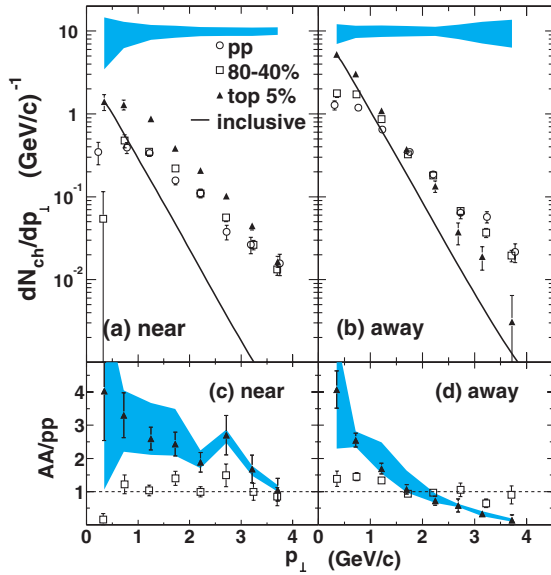 dN_ch/dp_⊥ (GeV/c)^-1
10
1
10^-1
10^-2
pp
80-40%
top 5%
inclusive
(a) near
(b) away
AA/pp
4
3
2
1
(c) near
(d) away
0 1 2 3 4
0 1 2 3 4
p_⊥ (GeV/c)